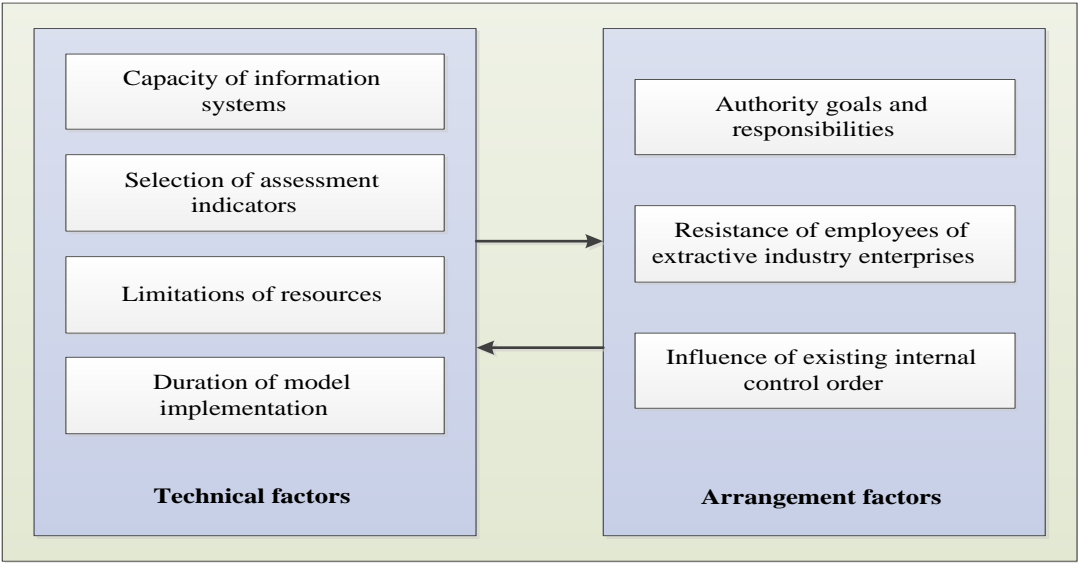 Capacity of information
systems
Selection of assessment
indicators
Limitations of resources
Duration of model
implementation
Technical factors
Authority goals and
responsibilities
Resistance of employees of
extractive industry enterprises
Influence of existing internal
control order
Arrangement factors